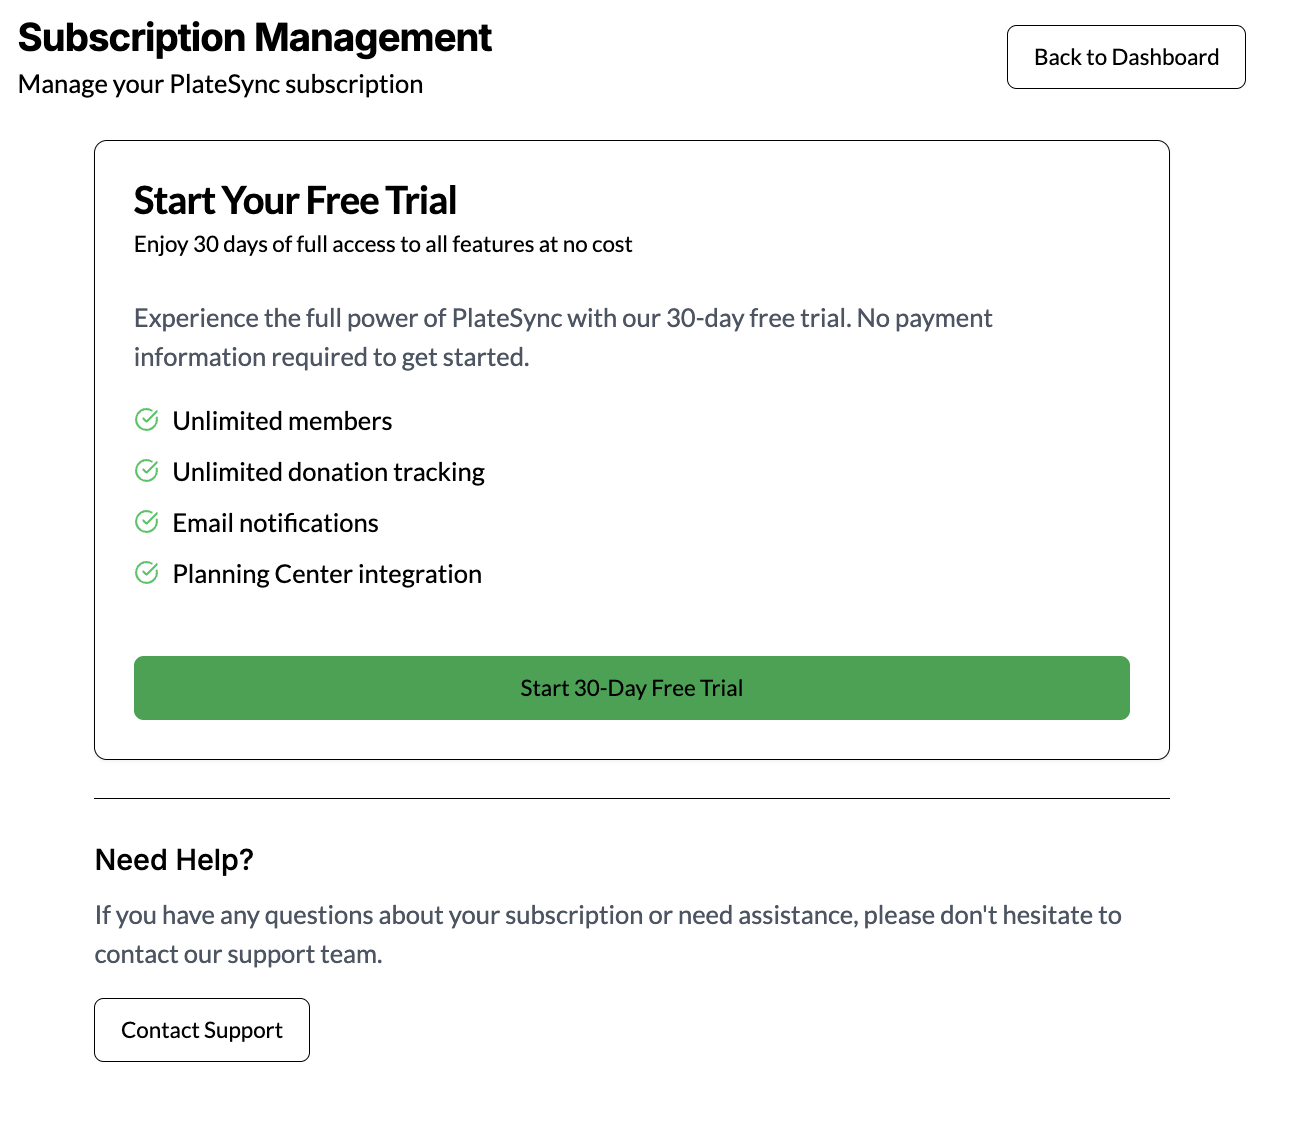 Subscription Management
Back to Dashboard
Manage your PlateSync subscription
Start Your Free Trial
Enjoy 30 days of full access to all features at no cost
Experience the full power of PlateSync with our 30-day free trial. No payment
information required to get started.
Unlimited members
Unlimited donation tracking
Email notifications
Planning Center integration
Start 30-Day Free Trial
Need Help?
If you have any questions about your subscription or need assistance, please don't hesitate to
contact our support team.
Contact Support